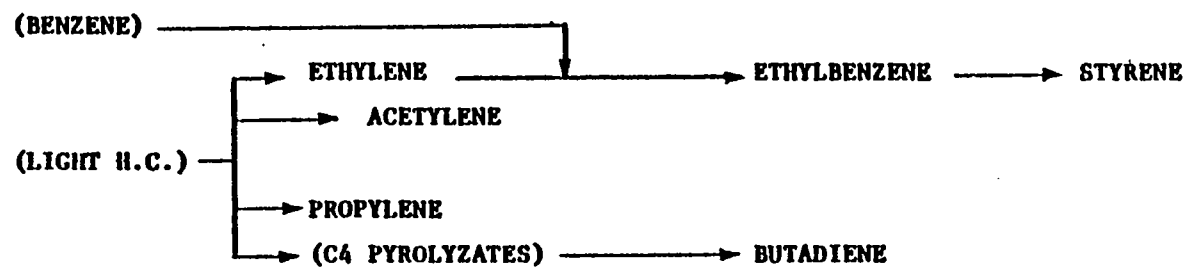 (BENZENE)
ETHYLENE ETHYLBENZENE STYRENE
ACETYLENE
(LIGHT H.C.)
PROPYLENE
(C4 PYROLYZATES) BUTADIENE